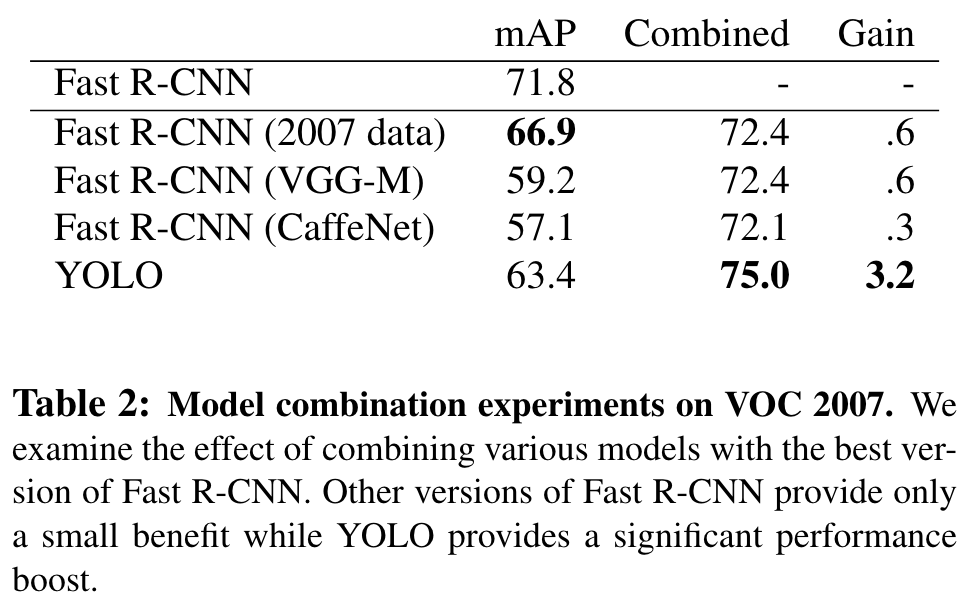 mAP Combined Gain
Fast R-CNN 71.8 - -
Fast R-CNN (2007 data) 66.9 72.4 .6
Fast R-CNN (VGG-M) 59.2 72.4 .6
Fast R-CNN (CaffeNet) 57.1 72.1 .3
YOLO 63.4 75.0 3.2
Table 2: Model combination experiments on VOC 2007. We
examine the effect of combining various models with the best ver-
sion of Fast R-CNN. Other versions of Fast R-CNN provide only
a small benefit while YOLO provides a significant performance
boost.